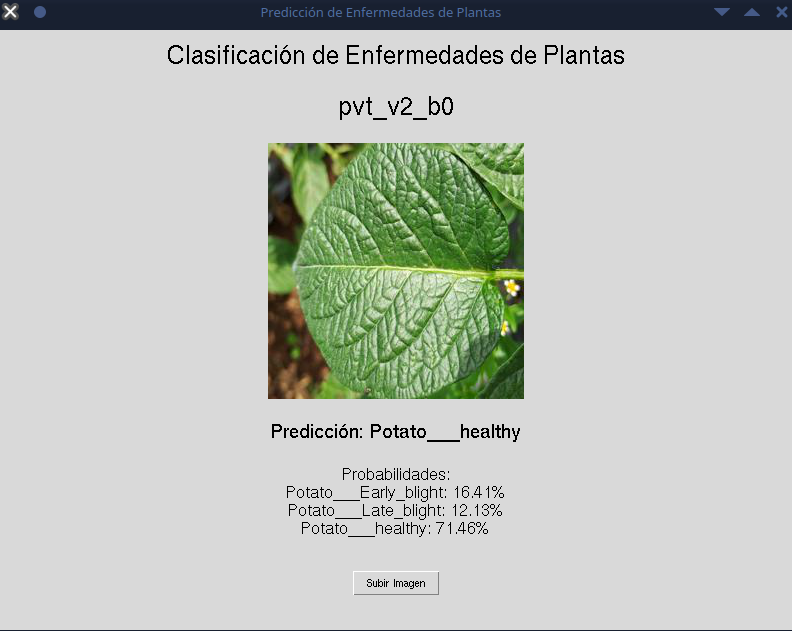 Predicción de Enfermedades de Plantas
Clasificación de Enfermedades de Plantas
pvt_v2_b0
Predicción: Potato___healthy
Probabilidades:
Potato___Early_blight: 16.41%
Potato___Late_blight: 12.13%
Potato___healthy: 71.46%
Subir Imagen